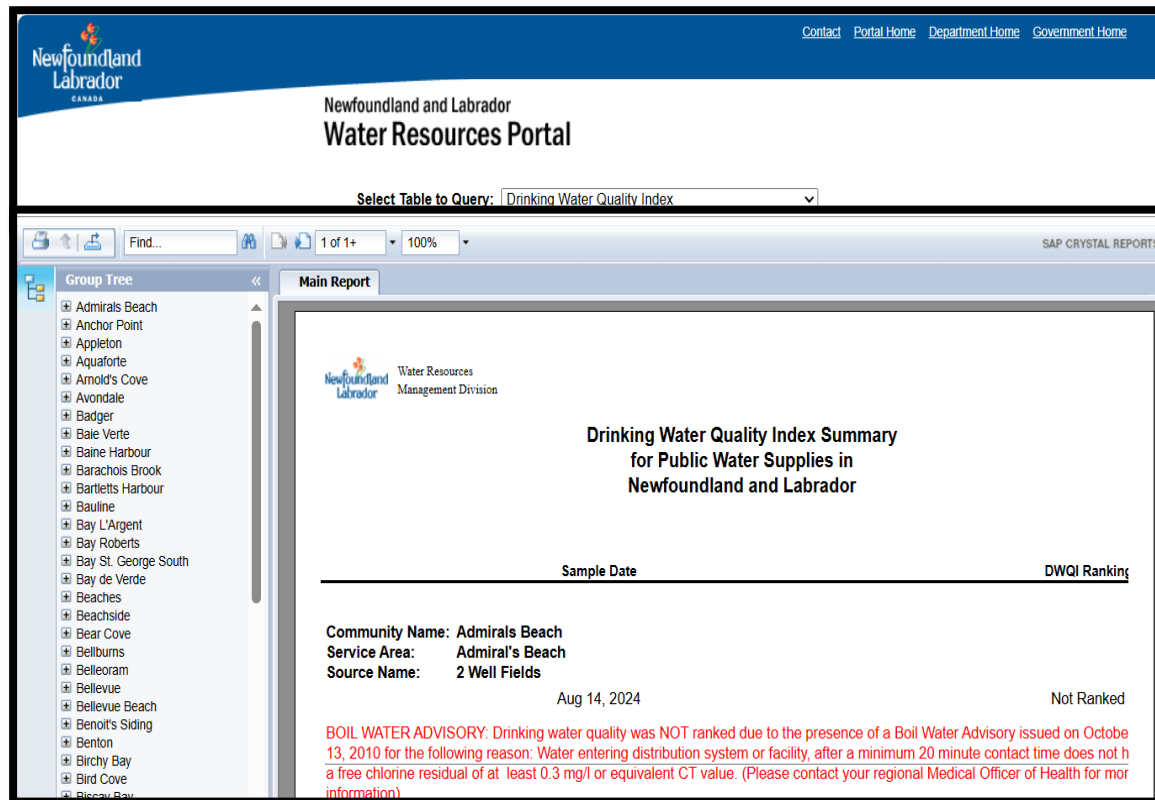 Contact Portal Home Department Home Government Home
Newfoundland
Labrador
CANADA
Newfoundland and Labrador
Water Resources Portal
Select Table to Query: Drinking Water Quality Index
Find... 1 of 1+ 100% SAP CRYSTAL REPORTS
Group Tree «
Main Report
Admirals Beach
Anchor Point
Appleton
Aquaforte
Arnold's Cove
Avondale
Badger
Baie Verte
Baine Harbour
Barachois Brook
Bartletts Harbour
Bauline
Bay L'Argent
Bay Roberts
Bay St. George South
Bay de Verde
Beaches
Beachside
Bear Cove
Bellburns
Belleoram
Bellevue
Bellevue Beach
Benoit's Siding
Benton
Birchy Bay
Bird Cove
Biscay Bay
Newfoundland
Labrador
Water Resources
Management Division
Drinking Water Quality Index Summary
for Public Water Supplies in
Newfoundland and Labrador
Sample Date DWQI Ranking
Community Name: Admirals Beach
Service Area: Admiral's Beach
Source Name: 2 Well Fields
Aug 14, 2024 Not Ranked
BOIL WATER ADVISORY: Drinking water quality was NOT ranked due to the presence of a Boil Water Advisory issued on Octobe
13, 2010 for the following reason: Water entering distribution system or facility, after a minimum 20 minute contact time does not h
a free chlorine residual of at least 0.3 mg/l or equivalent CT value. (Please contact your regional Medical Officer of Health for mor
information)